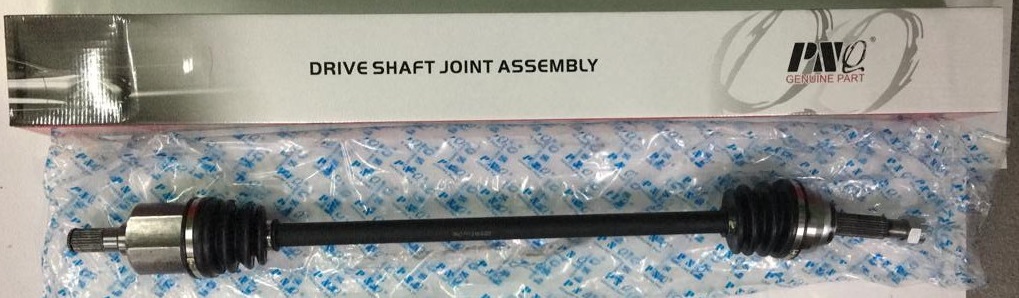 DRIVE SHAFT JOINT ASSEMBLY
PNQ®
GENUINE PART